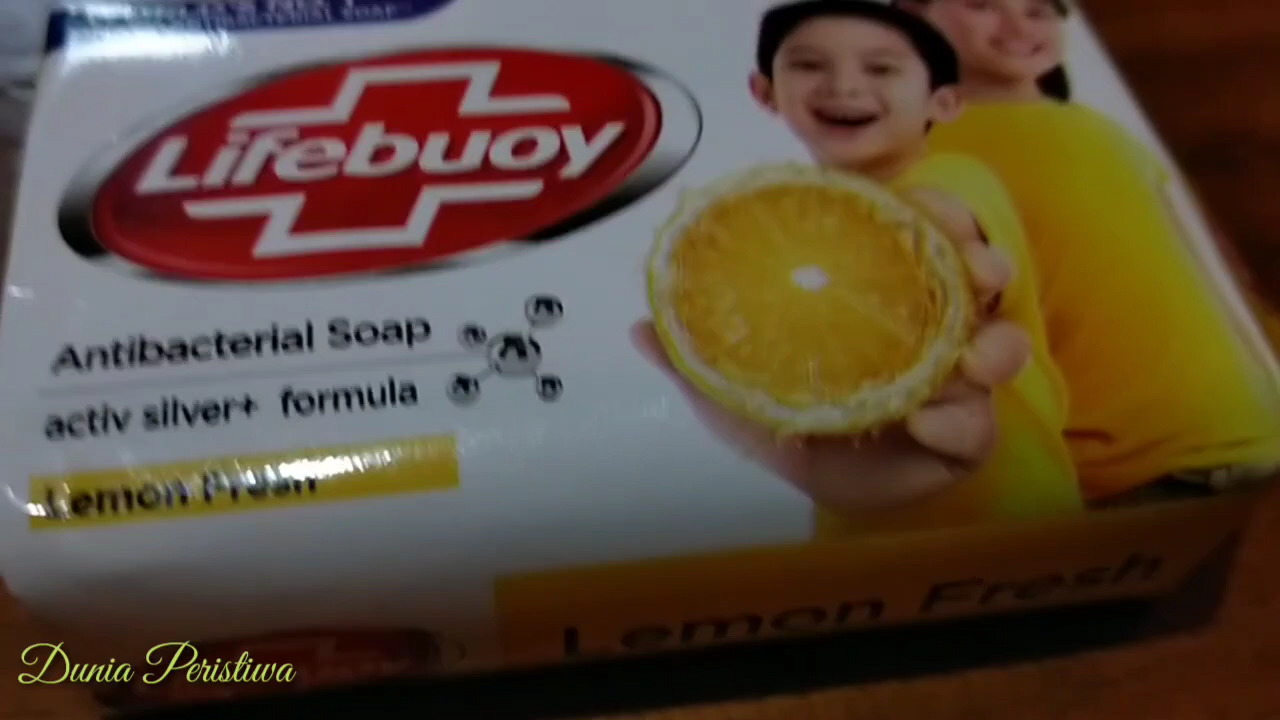 Lifebuoy
Antibacterial Soap
activ silver+ formula
Lemon Fresh
Lemon Fresh
Dunia Peristiwa